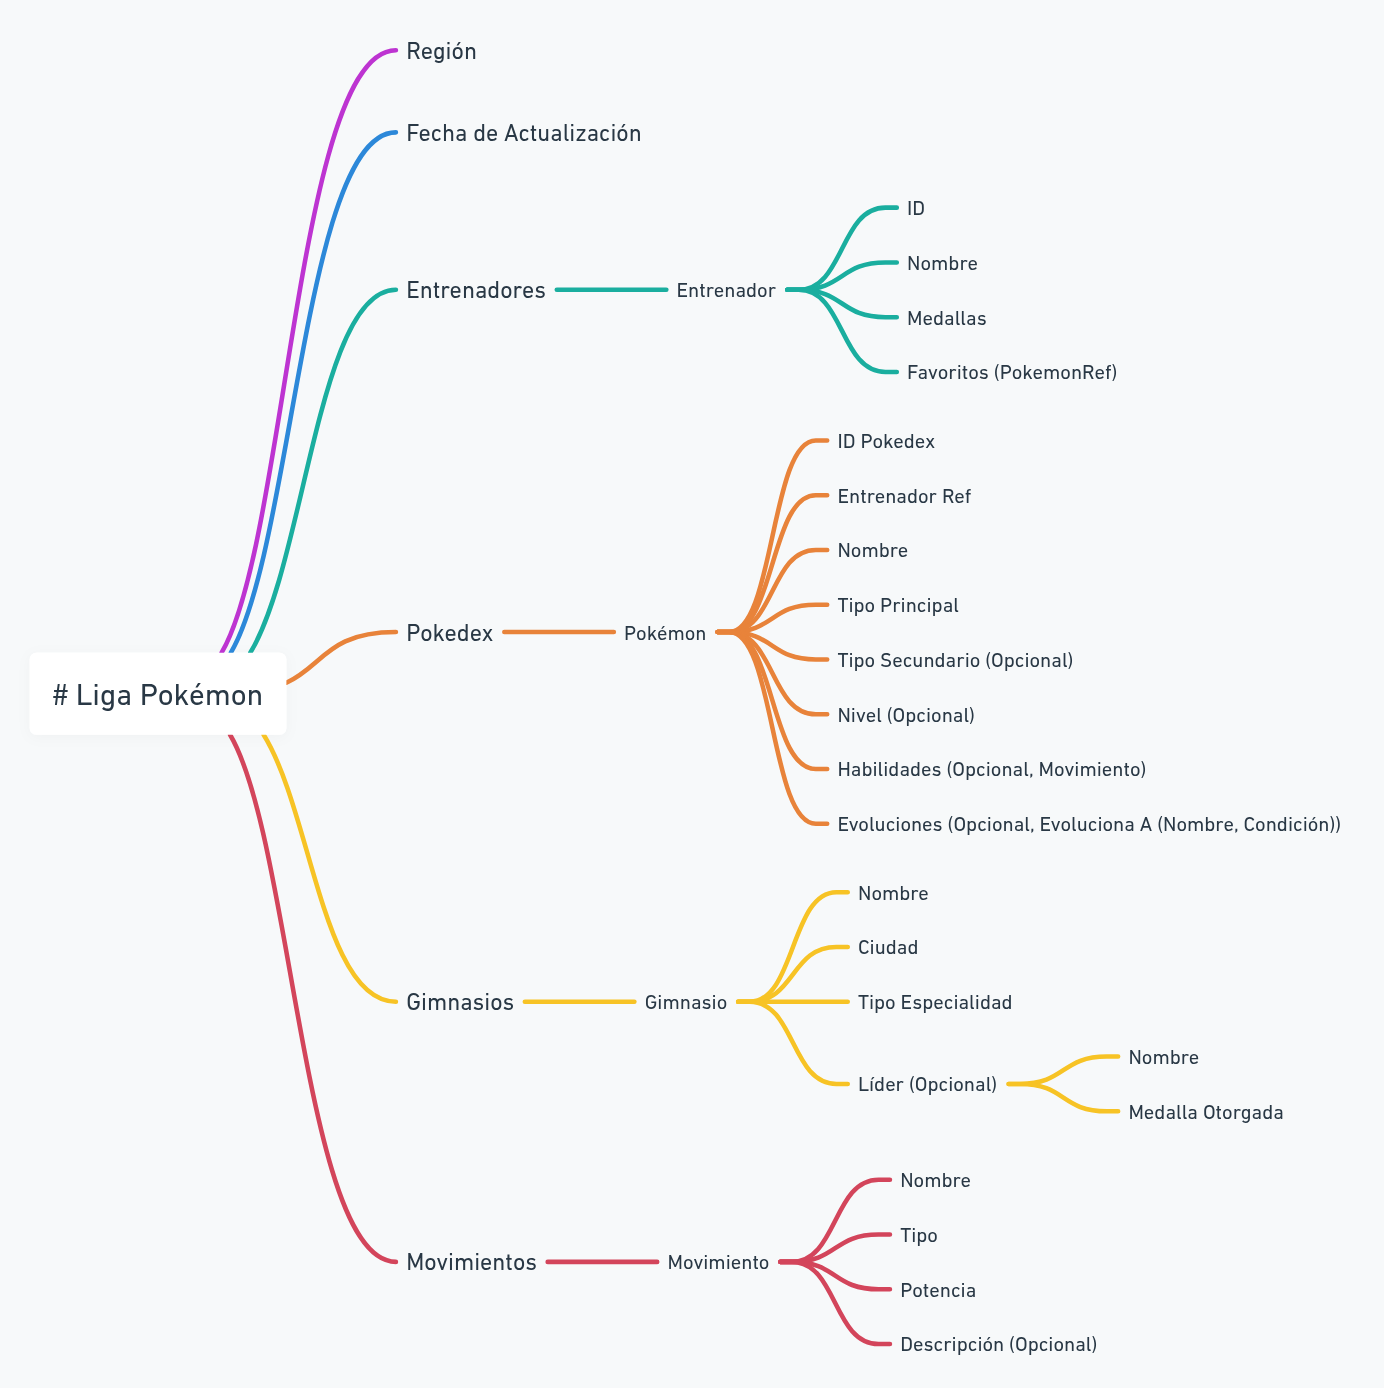 Región
Fecha de Actualización
Entrenadores
Entrenador
ID
Nombre
Medallas
Favoritos (PokemonRef)
Pokedex
Pokémon
ID Pokedex
Entrenador Ref
Nombre
Tipo Principal
Tipo Secundario (Opcional)
Nivel (Opcional)
Habilidades (Opcional, Movimiento)
Evoluciones (Opcional, Evoluciona A (Nombre, Condición))
# Liga Pokémon
Gimnasios
Gimnasio
Nombre
Ciudad
Tipo Especialidad
Líder (Opcional)
Nombre
Medalla Otorgada
Movimientos
Movimiento
Nombre
Tipo
Potencia
Descripción (Opcional)